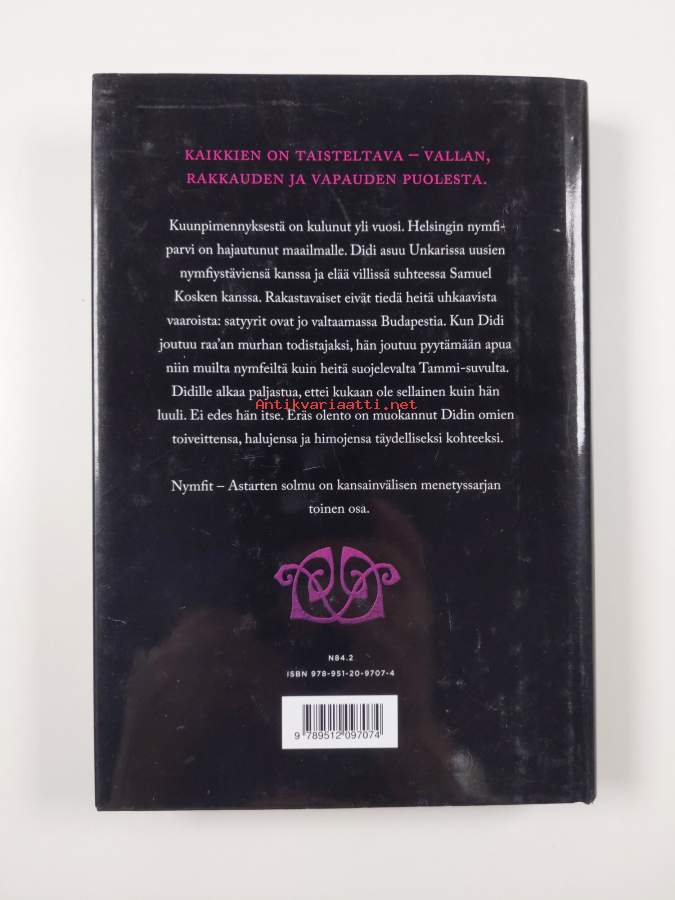 KAIKKIEN ON TAISTELTAVA – VALLAN,
RAKKAUDEN JA VAPAUDEN PUOLESTA.
Kuunpimennyksestä on kulunut yli vuosi. Helsingin nymfi-
parvi on hajautunut maailmalle. Didi asuu Unkarissa uusien
nymfiystäviensä kanssa ja elää villissä suhteessa Samuel
Kosken kanssa. Rakastavaiset eivät tiedä heitä uhkaavista
vaaroista: satyyrit ovat jo valtaamassa Budapestia. Kun Didi
joutuu raa'an murhan todistajaksi, hän joutuu pyytämään apua
niin muilta nymfeiltä kuin heitä suojelevalta Tammi-suvulta.
Didille alkaa paljastua, ettei kukaan ole sellainen kuin hän
Antikvariaatti.net
luuli. Ei edes hän itse. Eräs olento on muokannut Didin omien
toiveittensa, halujensa ja himojensa täydelliseksi kohteeksi.
Nymfit – Astarten solmu on kansainvälisen menetyssarjan
toinen osa.
N84.2
ISBN 978-951-20-9707-4
9 789512 097074